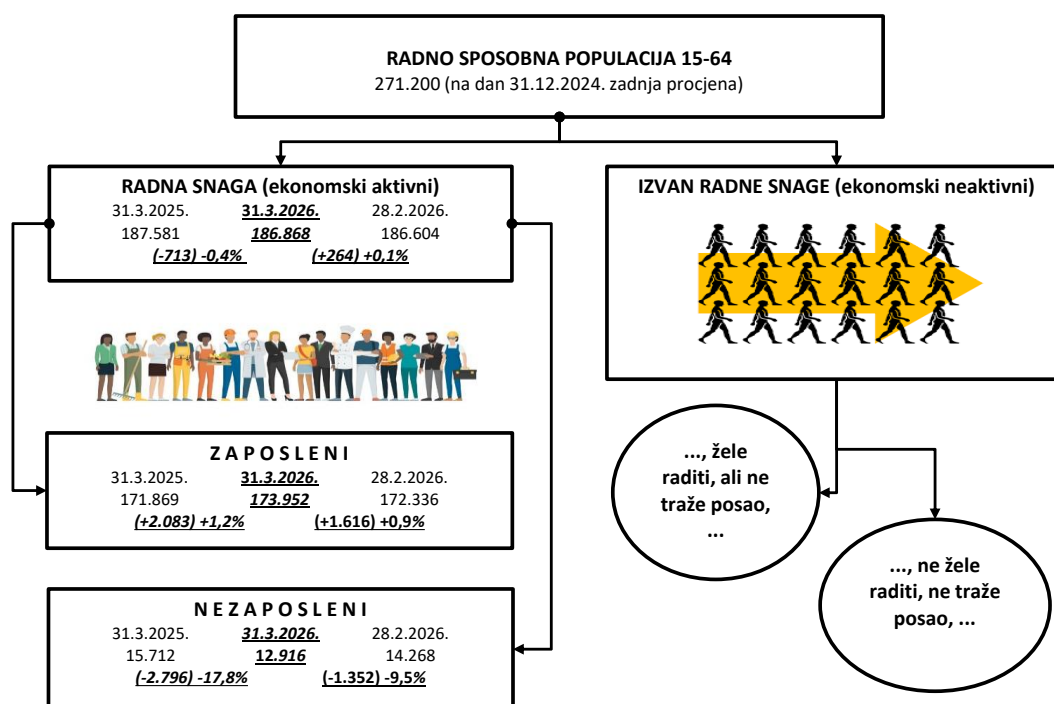 RADNO SPOSOBNA POPULACIJA 15-64
271.200 (na dan 31.12.2024. zadnja procjena)
RADNA SNAGA (ekonomski aktivni)
31.3.2025. 31.3.2026. 28.2.2026.
187.581 186.868 186.604
(-713) -0,4% (+264) +0,1%
IZVAN RADNE SNAGE (ekonomski neaktivni)
Z A P O S L E N I
31.3.2025. 31.3.2026. 28.2.2026.
171.869 173.952 172.336
(+2.083) +1,2% (+1.616) +0,9%
..., žele
raditi, ali ne
traže posao,
...
..., ne žele
raditi, ne traže
posao, ...
N E Z A P O S L E N I
31.3.2025. 31.3.2026. 28.2.2026.
15.712 12.916 14.268
(-2.796) -17,8% (-1.352) -9,5%